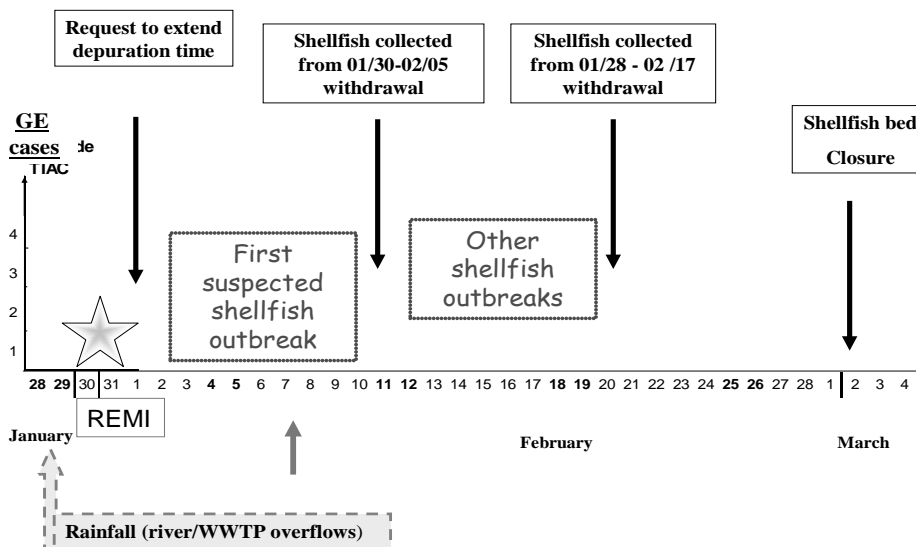 Request to extend
depuration time
Shellfish collected
from 01/30-02/05
withdrawal
Shellfish collected
from 01/28 - 02 /17
withdrawal
Shellfish bed
Closure
GE
cases de
TIAC
4
3
2
1
First
suspected
shellfish
outbreak
Other
shellfish
outbreaks
28 29 30 31 1 2 3 4 5 6 7 8 9 10 11 12 13 14 15 16 17 18 19 20 21 22 23 24 25 26 27 28 1 2 3 4
REMI
January February March
Rainfall (river/WWTP overflows)